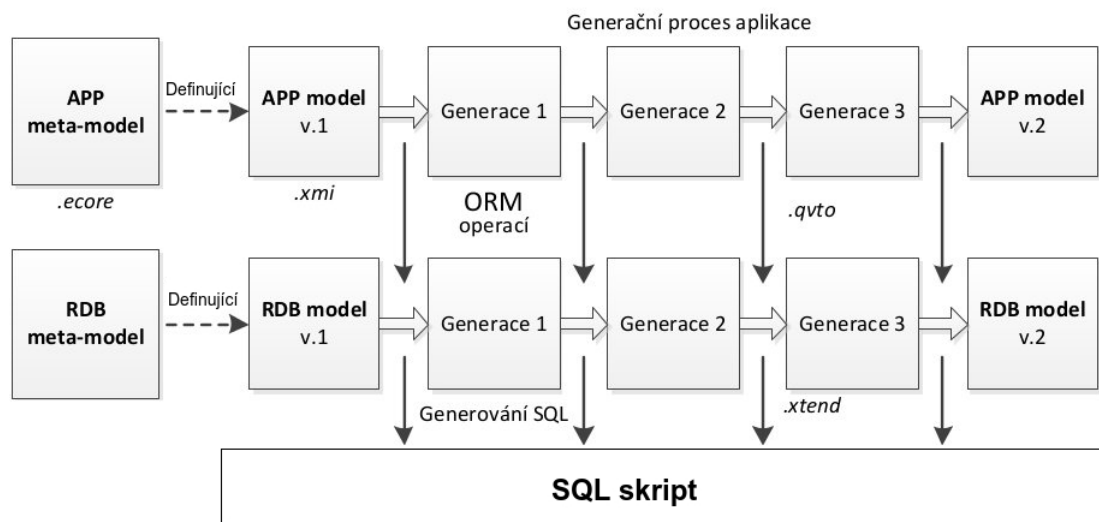 Generační proces aplikace
APP
meta-model
Definující
APP model
v.1
Generace 1
Generace 2
Generace 3
APP model
v.2
.ecore
.xmi
ORM
operací
.qvto
RDB
meta-model
Definující
RDB model
v.1
Generace 1
Generace 2
Generace 3
RDB model
v.2
Generování SQL
.xtend
SQL skript